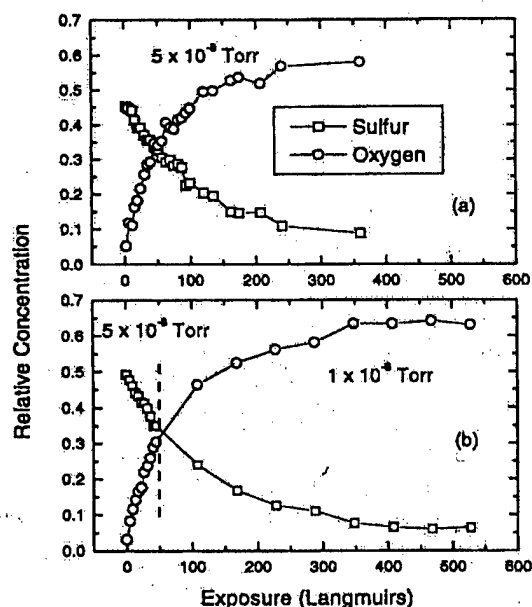 0.7
0.6
0.5
0.4
0.3
0.2
0.1
0.0
5 x 10⁻⁸ Torr
Sulfur
Oxygen
(a)
0 100 200 300 400 500 600
Relative Concentration
0.7
0.6
0.5
0.4
0.3
0.2
0.1
0.0
5 x 10⁻⁸ Torr
1 x Torr
(b)
0 100 200 300 400 500 600
Exposure (Langmuirs)